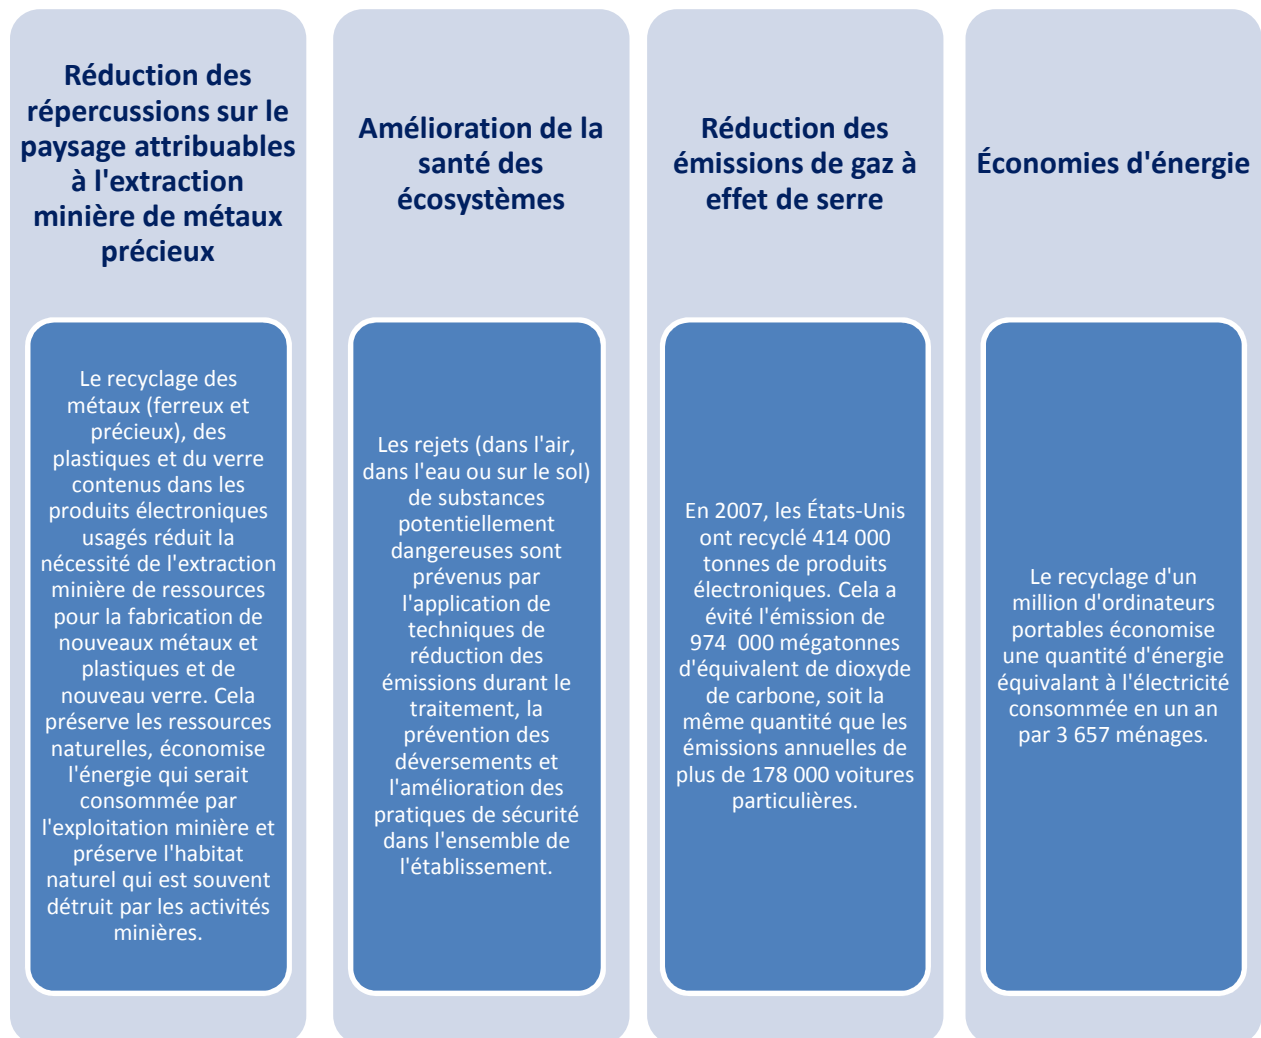 Réduction des
répercussions sur le
paysage attribuables
à l'extraction
minière de métaux
précieux
Le recyclage des
métaux (ferreux et
précieux), des
plastiques et du verre
contenus dans les
produits électroniques
usagés réduit la
nécessité de l'extraction
minière de ressources
pour la fabrication de
nouveaux métaux et
plastiques et de
nouveau verre. Cela
préserve les ressources
naturelles, économise
l'énergie qui serait
consommée par
l'exploitation minière et
préserve l'habitat
naturel qui est souvent
détruit par les activités
minières.
Amélioration de la
santé des
écosystèmes
Les rejets (dans l'air,
dans l'eau ou sur le sol)
de substances
potentiellement
dangereuses sont
prévenus par
l'application de
techniques de
réduction des
émissions durant le
traitement, la
prévention des
déversements et
l'amélioration des
pratiques de sécurité
dans l'ensemble de
l'établissement.
Réduction des
émissions de gaz à
effet de serre
En 2007, les États-Unis
ont recyclé 414 000
tonnes de produits
électroniques. Cela a
évité l'émission de
974  000 mégatonnes
d'équivalent de dioxyde
de carbone, soit la
même quantité que les
émissions annuelles de
plus de 178 000 voitures
particulières.
Économies d'énergie
Le recyclage d'un
million d'ordinateurs
portables économise
une quantité d'énergie
équivalant à l'électricité
consommée en un an
par 3 657 ménages.